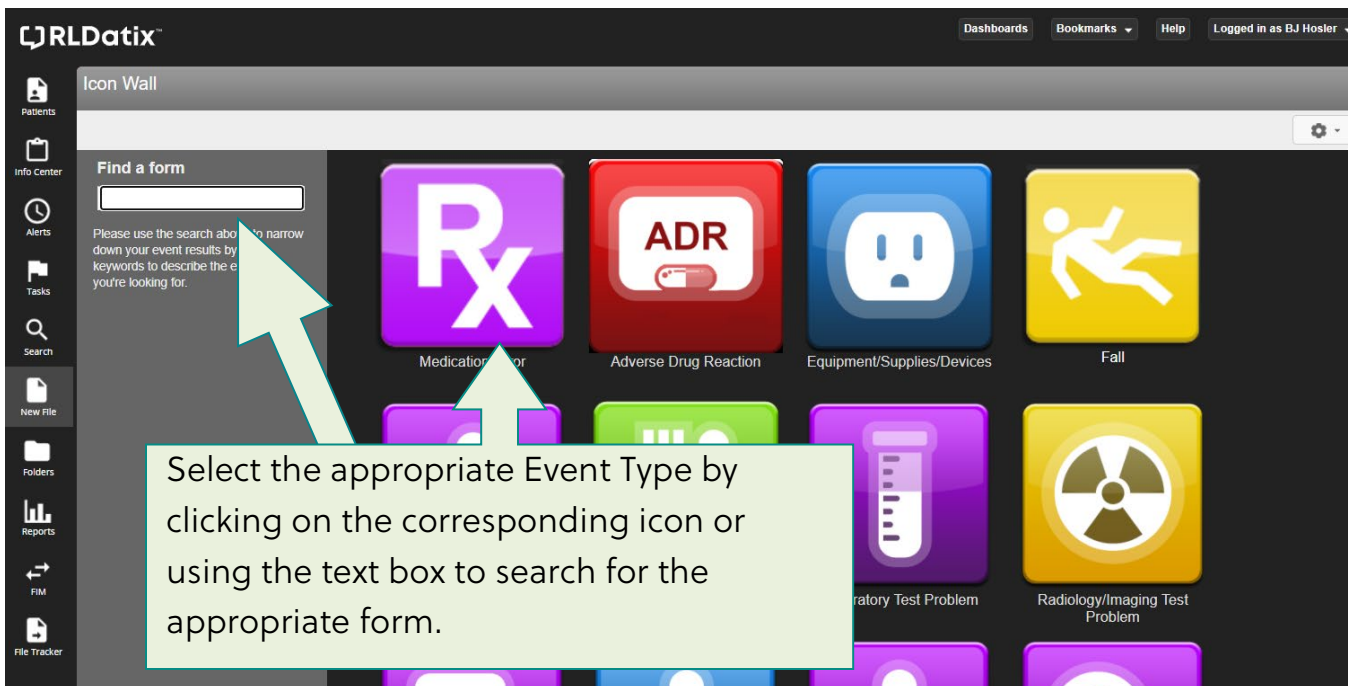 RLDatix™
Dashboards
Bookmarks
Help
Logged in as BJ Hosler
Patients
Info Center
Alerts
Tasks
Search
New File
Folders
Reports
FIM
File Tracker
Icon Wall
Find a form
Please use the search to narrow
down your event results by
keywords to describe the
you're looking for.
Rx
ADR
Medication
Adverse Drug Reaction
Equipment/Supplies/Devices
Fall
Select the appropriate Event Type by
clicking on the corresponding icon or
using the text box to search for the
appropriate form.
Test Problem
Radiology/Imaging Test
Problem